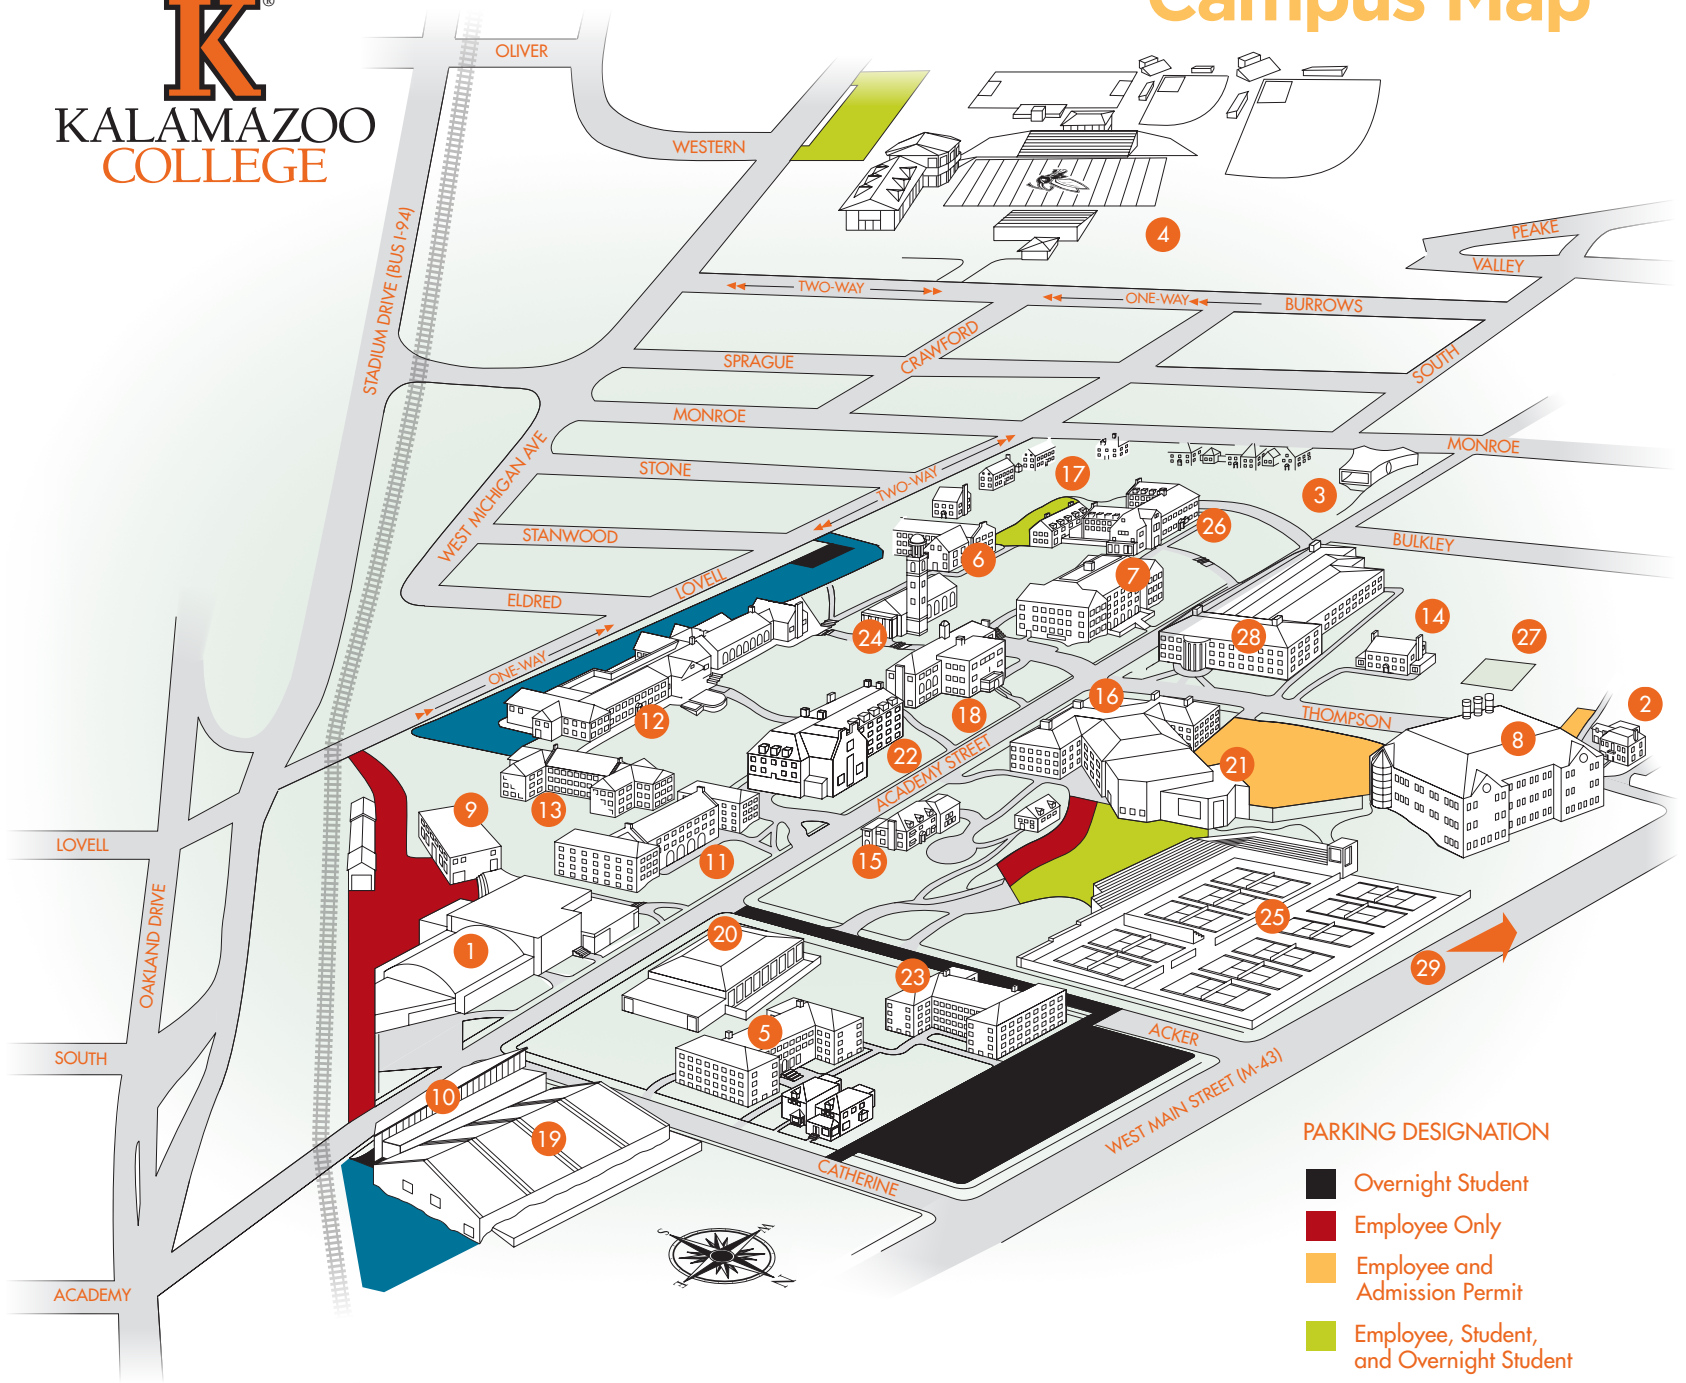 Campus Map
K
®
KALAMAZOO
COLLEGE
OLIVER
WESTERN
STADIUM DRIVE (BUS I-94)
4
PEAKE
VALLEY
TWO-WAY
ONE-WAY
BURROWS
SPRAGUE
CRAWFORD
SOUTH
MONROE
MONROE
WEST MICHIGAN AVE
STONE
TWO-WAY
17
3
STANWOOD
26
BULKLEY
6
7
LOVELL
ELDRED
24
28
14
27
ONE-WAY
12
18
16
THOMPSON
2
8
22
ACADEMY STREET
21
13
9
LOVELL
11
15
OAKLAND DRIVE
25
20
1
29
23
5
ACKER
SOUTH
WEST MAIN STREET (M-43)
10
19
CATHERINE
S
W
E
N
ACADEMY
PARKING DESIGNATION
Overnight Student
Employee Only
Employee and
Admission Permit
Employee, Student,
and Overnight Student